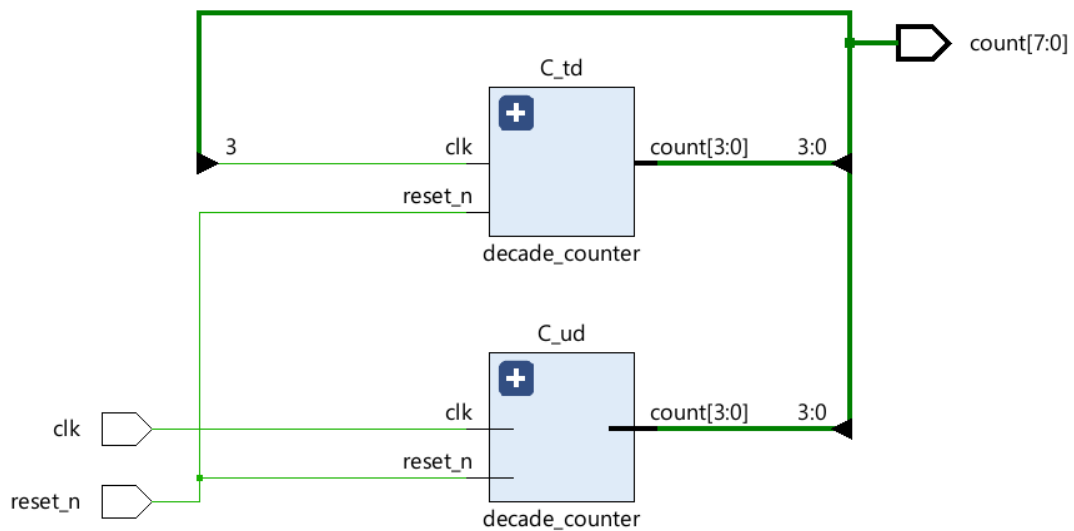 count[7:0]
C_td
3
clk
count[3:0]
3:0
reset_n
decade_counter
C_ud
clk
clk
count[3:0]
3:0
reset_n
reset_n
decade_counter